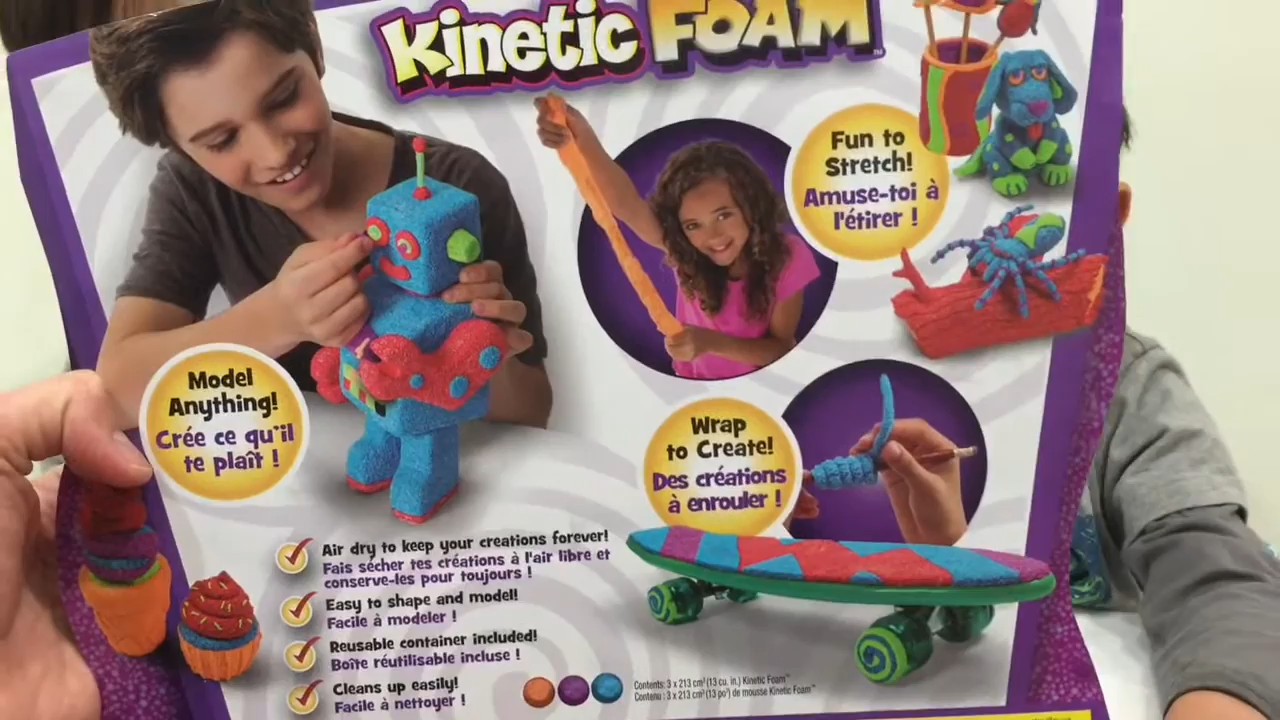 Kinetic FOAM™
Fun to
Stretch!
Amuse-toi à
l'étirer !
Model
Anything!
Crée ce qu'il
te plaît !
Wrap
to Create!
Des créations
à enrouler !
Air dry to keep your creations forever!
Fais sécher tes créations à l'air libre et
conserve-les pour toujours !
Easy to shape and model!
Facile à modeler !
Reusable container included!
Boîte réutilisable incluse !
Cleans up easily!
Facile à nettoyer !
Contents: 3 x 213 cm³ (13 cu. in.) Kinetic Foam™
Contenu : 3 x 213 cm³ (13 po³) de mousse Kinetic Foam™